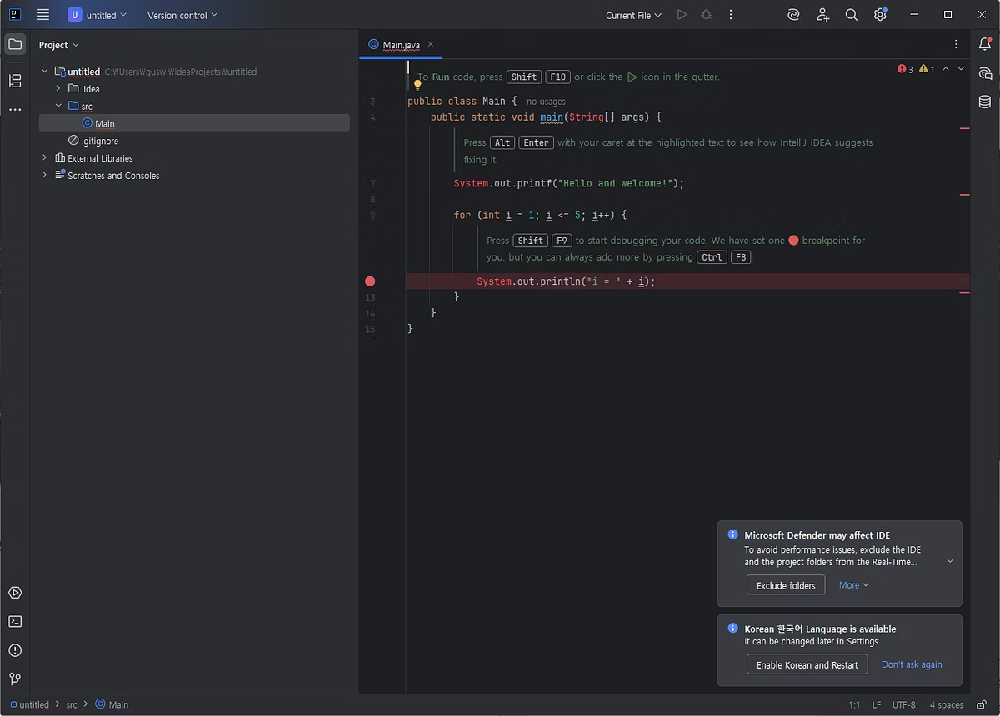 untitled
Version control
Current File
Project
untitled C:₩Users₩guswl₩IdeaProjects₩untitled
.idea
src
Main
.gitignore
External Libraries
Scratches and Consoles
Main.java
3 1
To Run code, press Shift F10 or click the icon in the gutter.
3 public class Main { no usages
4 public static void main(String[] args) {
Press Alt Enter with your caret at the highlighted text to see how IntelliJ IDEA suggests
fixing it.
7 System.out.printf("Hello and welcome!");
8
9 for (int i = 1; i <= 5; i++) {
Press Shift F9 to start debugging your code. We have set one breakpoint for
you, but you can always add more by pressing Ctrl F8.
System.out.println("i = " + i);
13 }
14 }
15 }
Microsoft Defender may affect IDE
To avoid performance issues, exclude the IDE
and the project folders from the Real-Time...
Exclude folders More
Korean 한국어 Language is available
It can be changed later in Settings
Enable Korean and Restart Don't ask again
untitled > src > Main
1:1 LF UTF-8 4 spaces